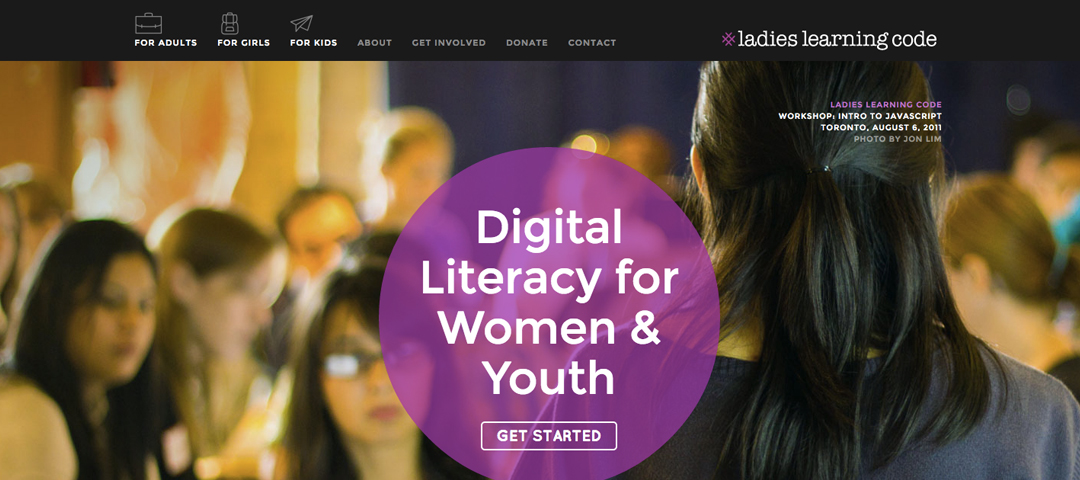 FOR ADULTS
FOR GIRLS
FOR KIDS
ABOUT
GET INVOLVED
DONATE
CONTACT
ladies learning code
LADIES LEARNING CODE
WORKSHOP: INTRO TO JAVASCRIPT
TORONTO, AUGUST 6, 2011
PHOTO BY JON LIM
Digital
Literacy for
Women &
Youth
GET STARTED